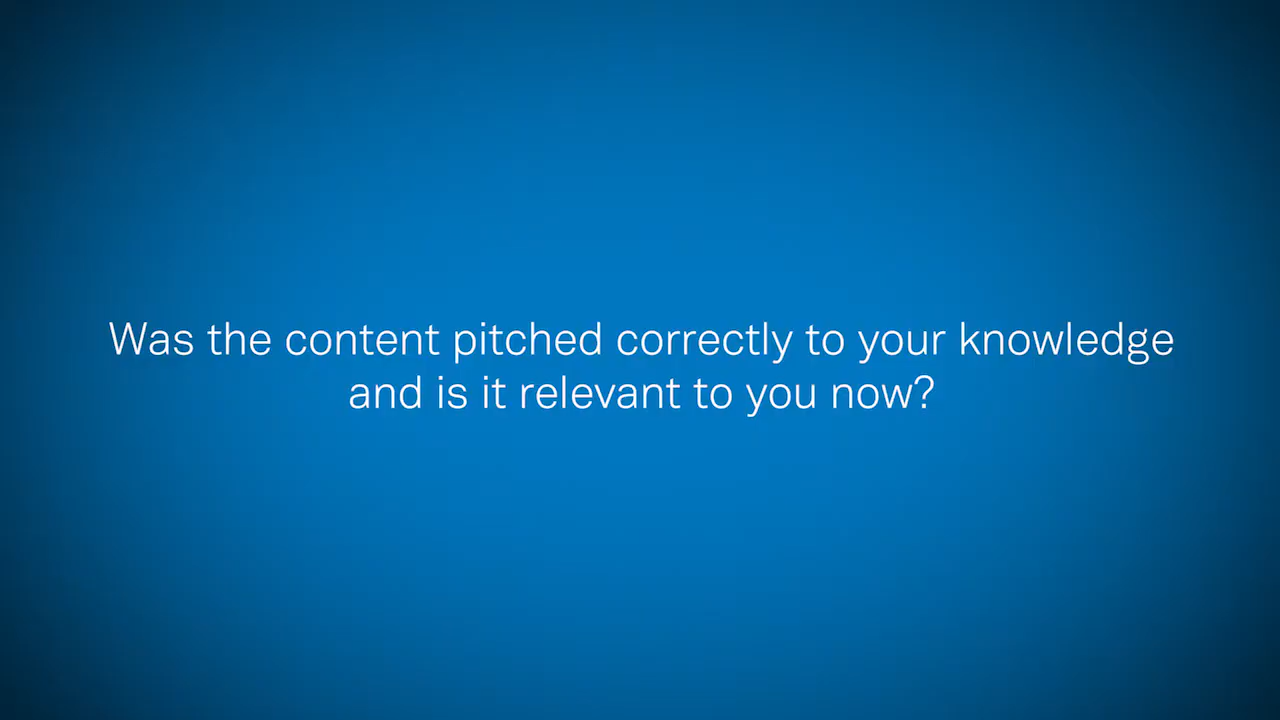 Was the content pitched correctly to your knowledge
and is it relevant to you now?